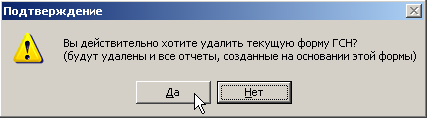 Подтверждение
Вы действительно хотите удалить текущую форму ГСН?
(будут удалены и все отчеты, созданные на основании этой формы)
Да
Нет